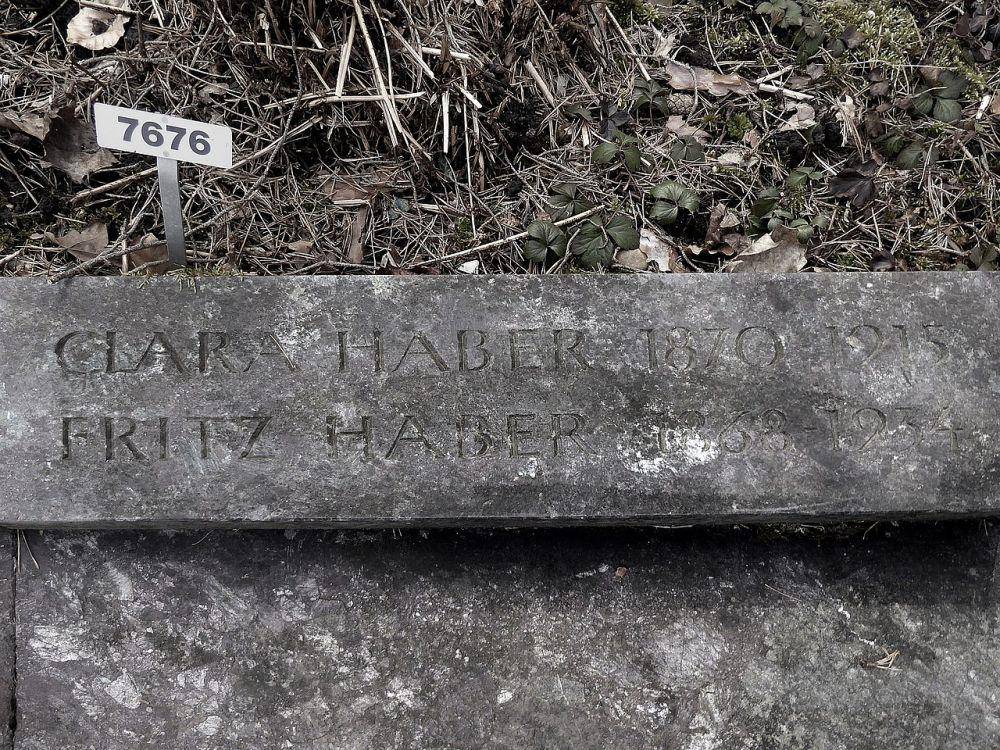 7676
CLARA HABER 1870 1915
FRITZ HABER 1868-1934